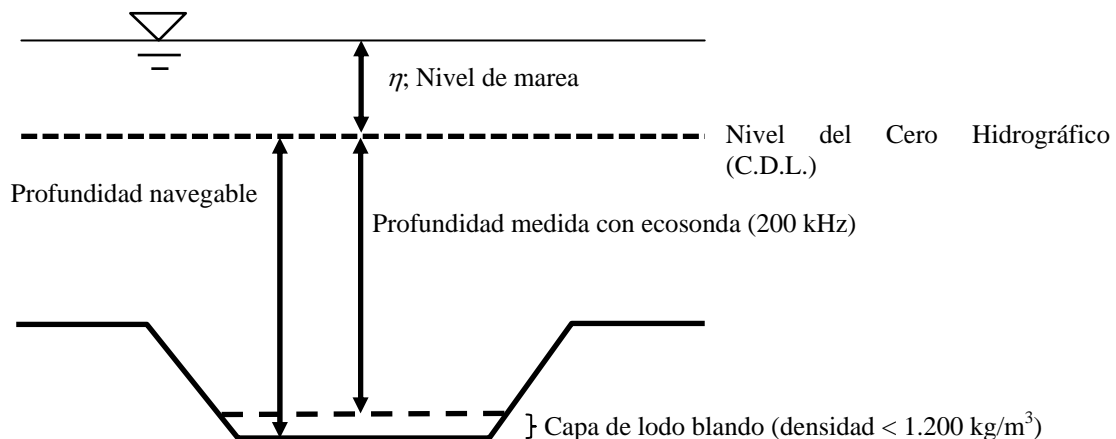 η; Nivel de marea
Nivel del Cero Hidrográfico
(C.D.L.)
Profundidad navegable
Profundidad medida con ecosonda (200 kHz)
Capa de lodo blando (densidad < 1.200 kg/m³)